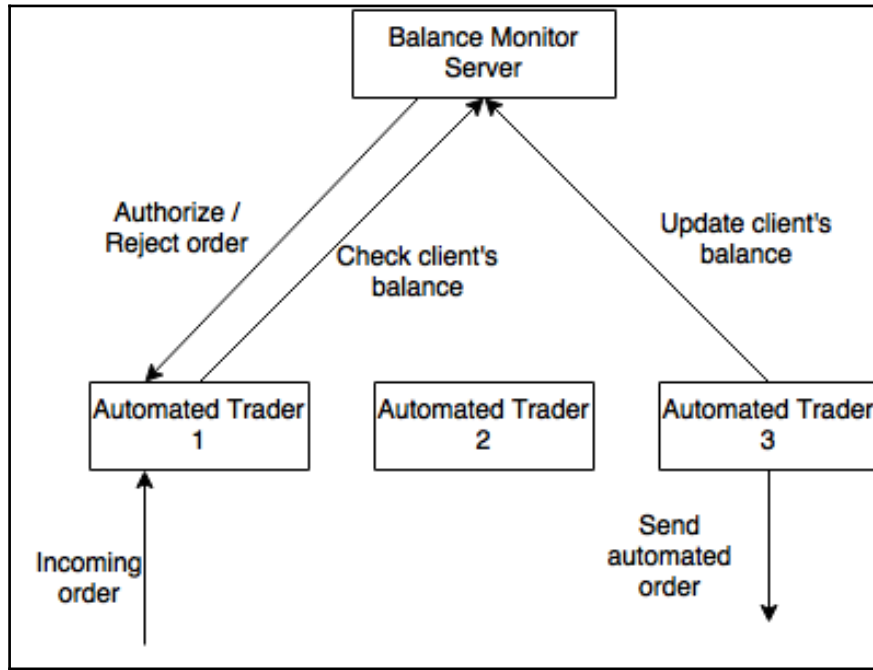 Balance Monitor
Server
Authorize /
Reject order
Check client's
balance
Update client's
balance
Automated Trader
1
Automated Trader
2
Automated Trader
3
Incoming
order
Send
automated
order